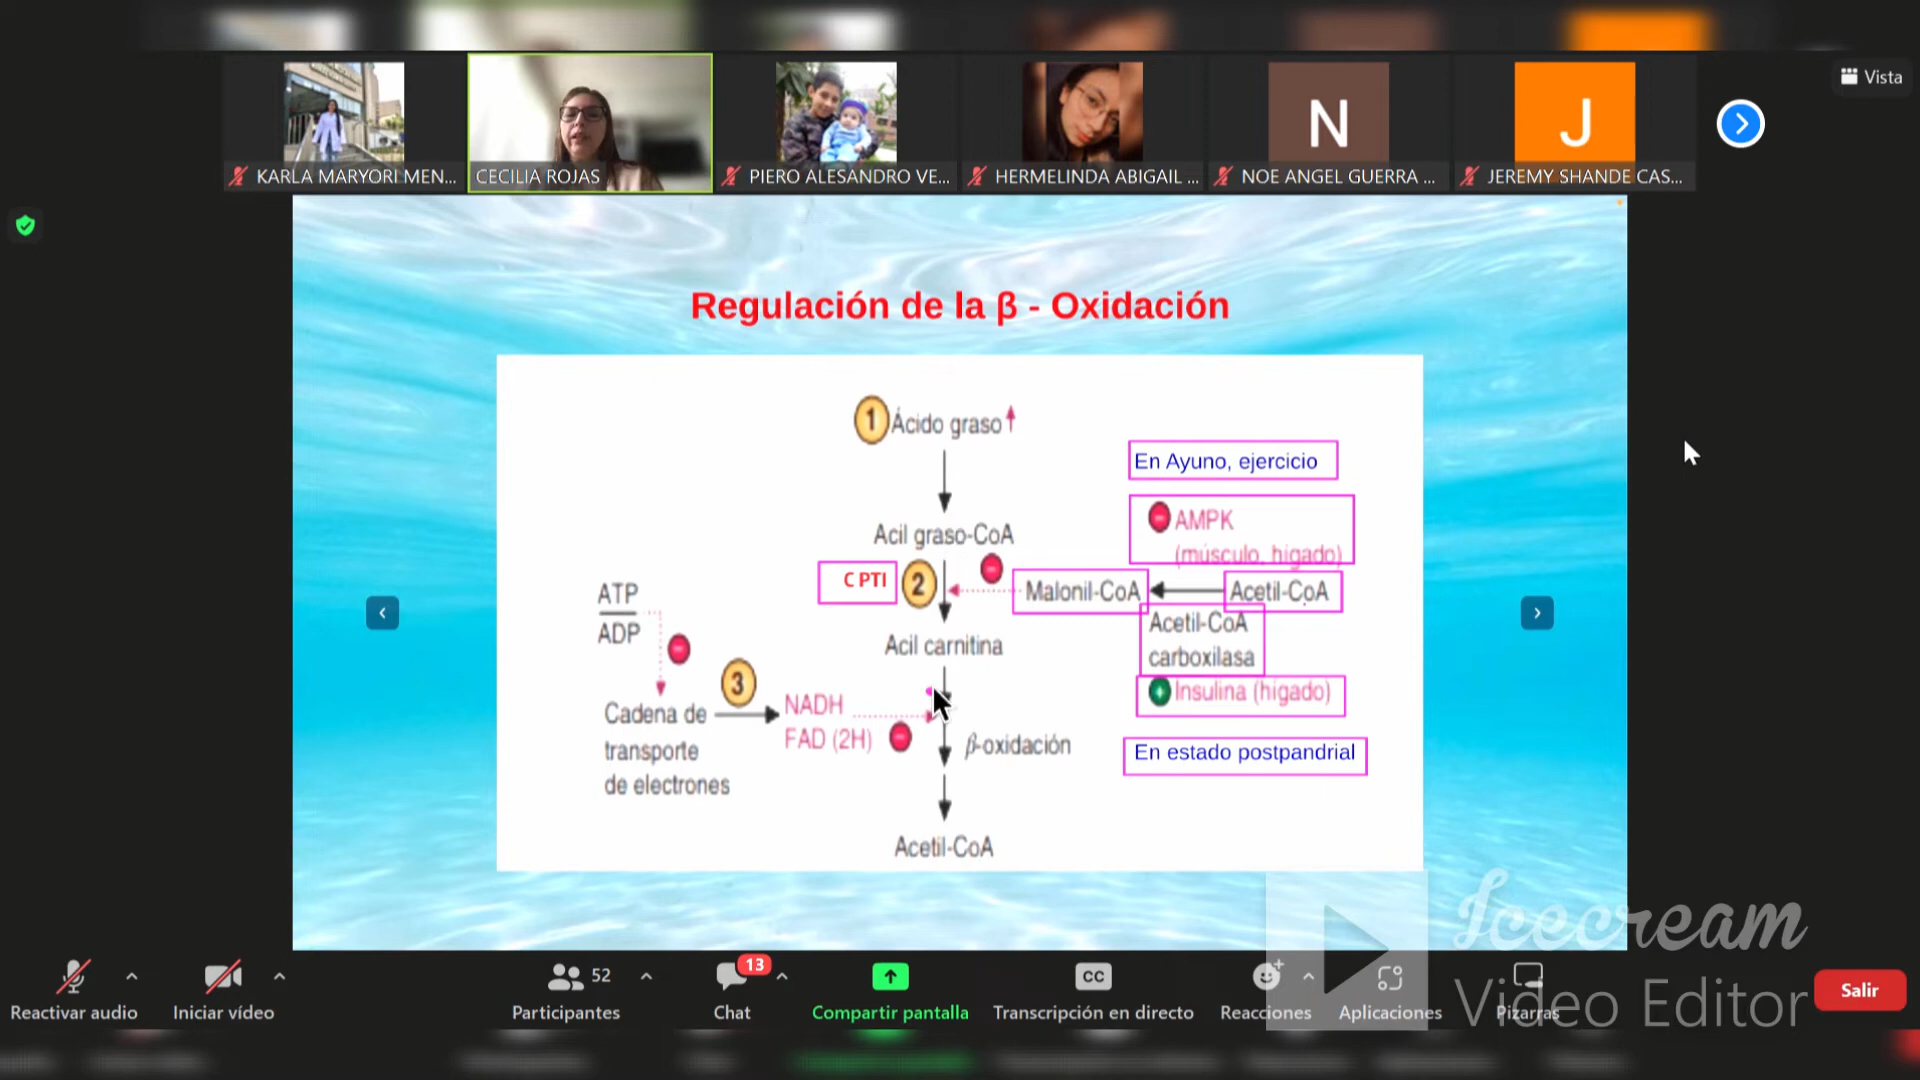 Vista
KARLA MARYORI MEN...
CECILIA ROJAS
PIERO ALESANDRO VE...
HERMELINDA ABIGAIL ...
N
NOE ANGEL GUERRA ...
J
JEREMY SHANDE CAS...
Regulación de la β - Oxidación
1 Ácido graso
En Ayuno, ejercicio
AMPK
(músculo, hígado)
Acil graso-CoA
CPTI 2
Malonil-CoA
Acetil-CoA
Acetil-CoA
carboxilasa
Insulina (hígado)
En estado postpandrial
ATP
ADP
Acil carnitina
3
Cadena de
transporte
de electrones
NADH
FAD (2H)
β-oxidación
Acetil-CoA
Icecream
Video Editor
Reactivar audio
Iniciar vídeo
52
Participantes
13
Chat
Compartir pantalla
CC
Transcripción en directo
Reacciones
Aplicaciones
Pizarras
Salir